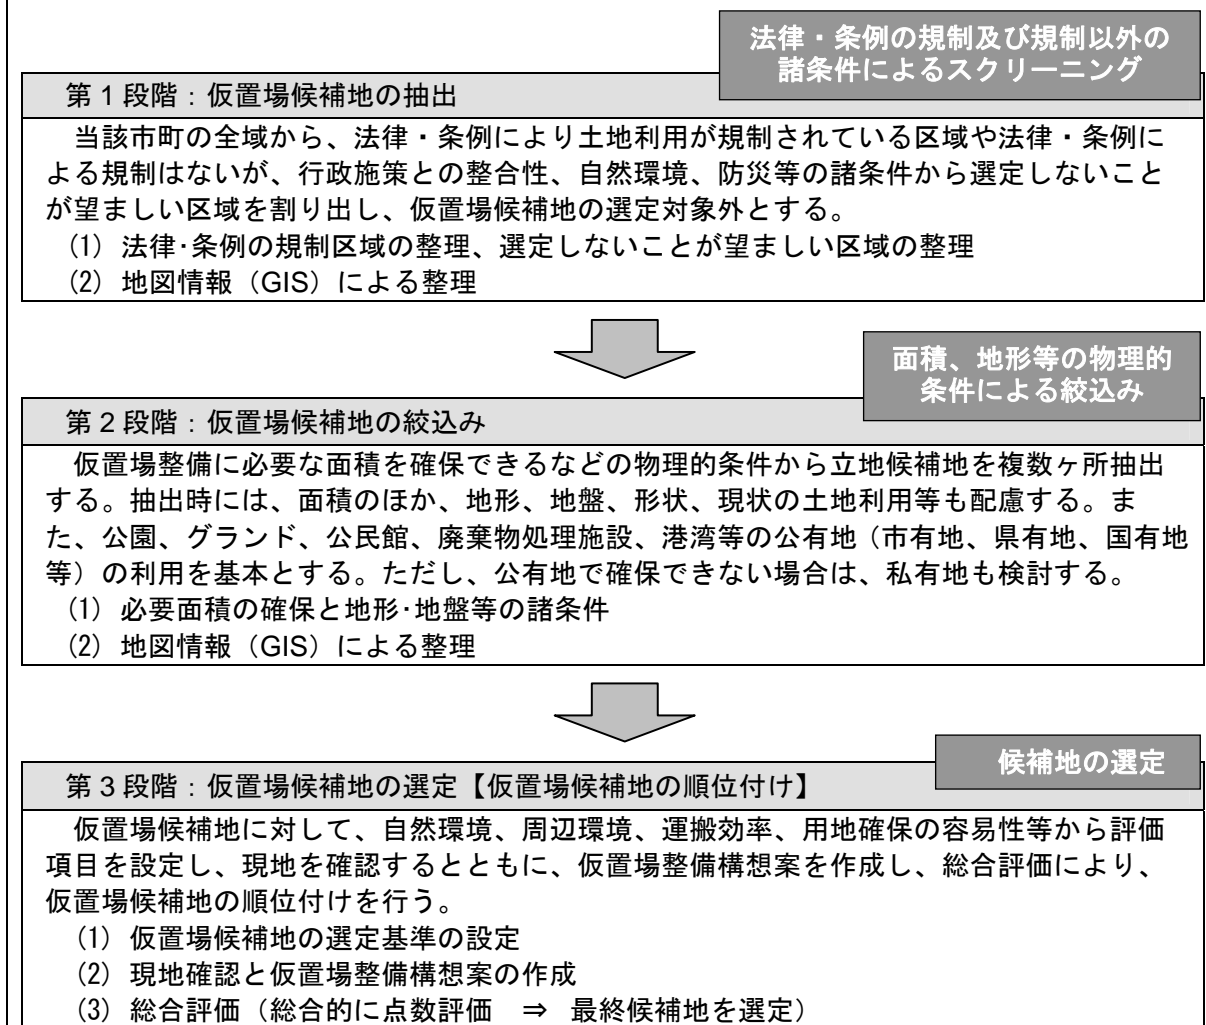 法律・条例の規制及び規制以外の
諸条件によるスクリーニング
第１段階：仮置場候補地の抽出
当該市町の全域から、法律・条例により土地利用が規制されている区域や法律・条例に
よる規制はないが、行政施策との整合性、自然環境、防災等の諸条件から選定しないこと
が望ましい区域を割り出し、仮置場候補地の選定対象外とする。
(1) 法律･条例の規制区域の整理、選定しないことが望ましい区域の整理
(2) 地図情報（GIS）による整理
面積、地形等の物理的
条件による絞込み
第２段階：仮置場候補地の絞込み
仮置場整備に必要な面積を確保できるなどの物理的条件から立地候補地を複数ヶ所抽出
する。抽出時には、面積のほか、地形、地盤、形状、現状の土地利用等も配慮する。ま
た、公園、グランド、公民館、廃棄物処理施設、港湾等の公有地（市有地、県有地、国有地
等）の利用を基本とする。ただし、公有地で確保できない場合は、私有地も検討する。
(1) 必要面積の確保と地形･地盤等の諸条件
(2) 地図情報（GIS）による整理
候補地の選定
第３段階：仮置場候補地の選定【仮置場候補地の順位付け】
仮置場候補地に対して、自然環境、周辺環境、運搬効率、用地確保の容易性等から評価
項目を設定し、現地を確認するとともに、仮置場整備構想案を作成し、総合評価により、
仮置場候補地の順位付けを行う。
(1) 仮置場候補地の選定基準の設定
(2) 現地確認と仮置場整備構想案の作成
(3) 総合評価（総合的に点数評価　⇒　最終候補地を選定）